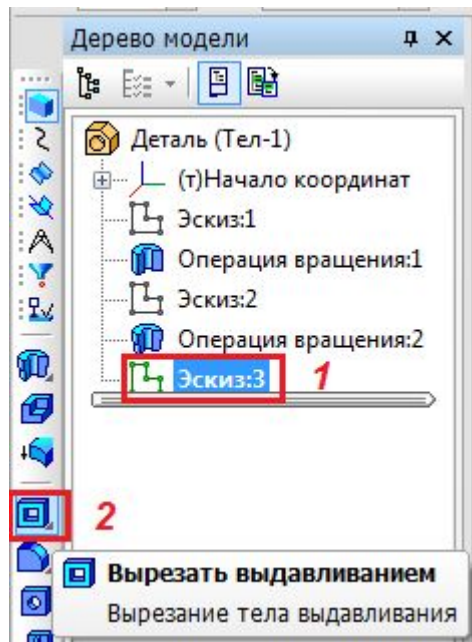 Дерево модели
Деталь (Тел-1)
(т)Начало координат
Эскиз:1
Операция вращения:1
Эскиз:2
Операция вращения:2
Эскиз:3
1
2
Вырезать выдавливанием
Вырезание тела выдавливания